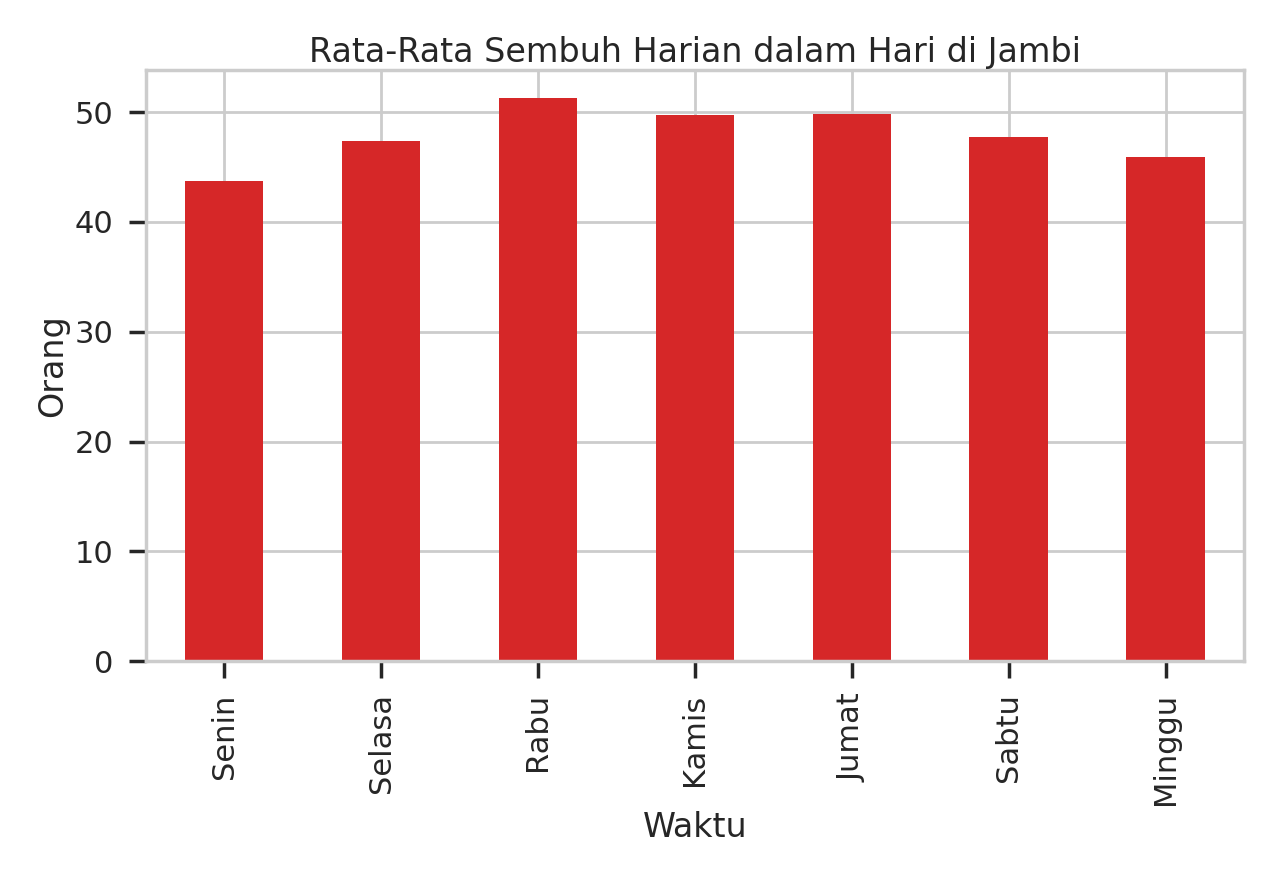 Rata-Rata Sembuh Harian dalam Hari di Jambi
Orang
50
40
30
20
10
0
Senin
Selasa
Rabu
Kamis
Jumat
Sabtu
Minggu
Waktu